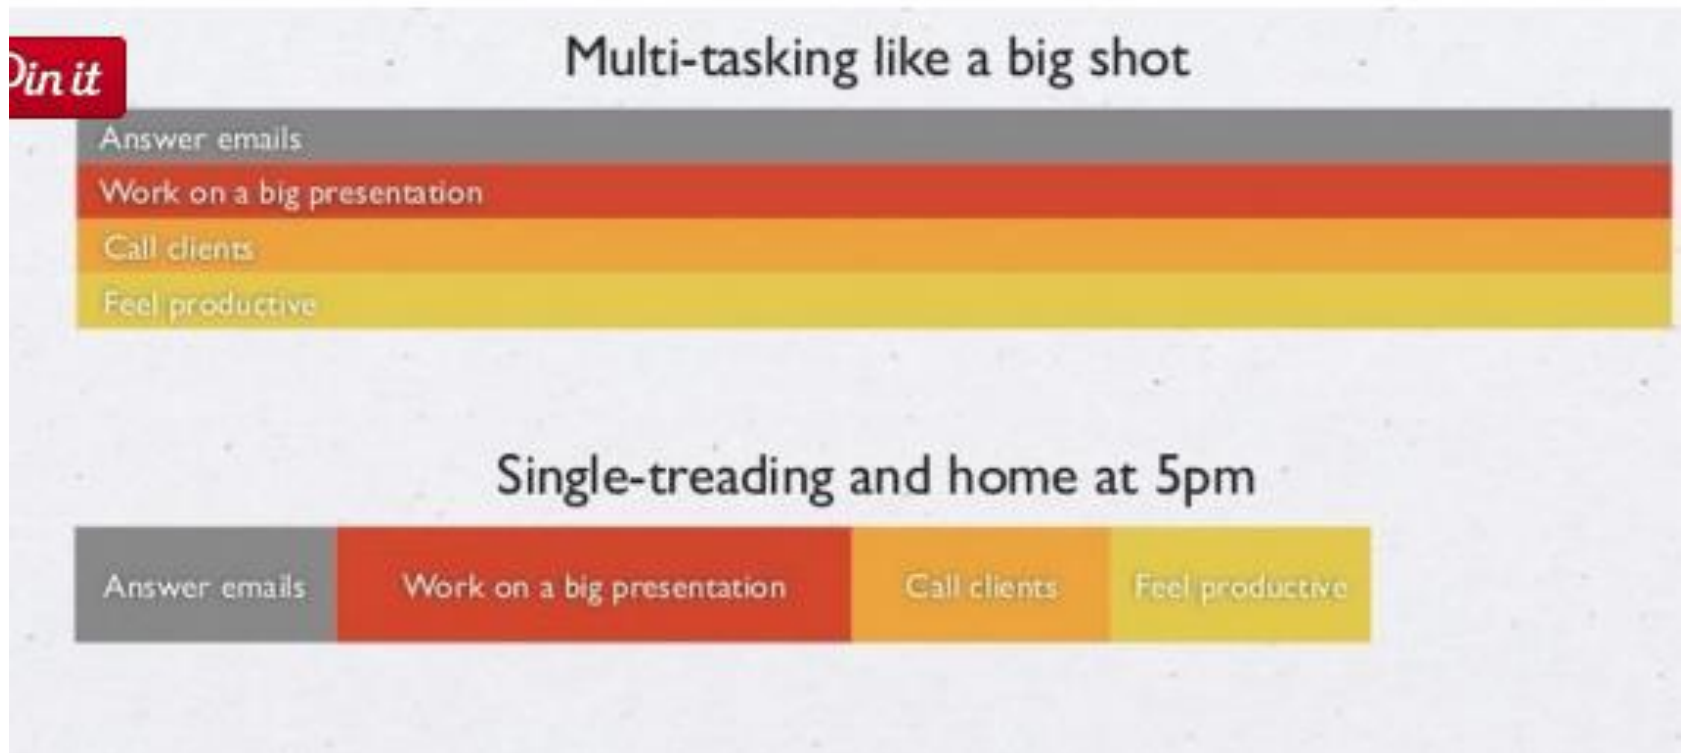 Pin it
Multi-tasking like a big shot
Answer emails
Work on a big presentation
Call clients
Feel productive
Single-treading and home at 5pm
Answer emails Work on a big presentation Call clients Feel productive